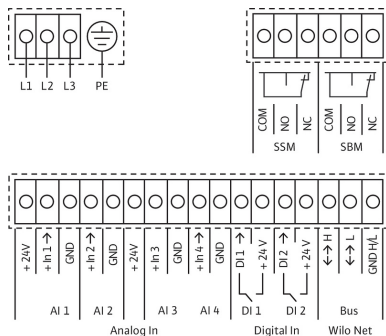 L1 L2 L3 PE
COM NO NC COM NO NC
SSM SBM
+ 24V + In 1 → GND + In 2 → GND + 24V + In 3 GND + In 4 → GND DI 1 → + 24 V DI 2 → + 24 V ↔ H ↔ L GND H/L
AI 1 AI 2 AI 3 AI 4 DI 1 DI 2 Bus
Analog In Digital In Wilo Net